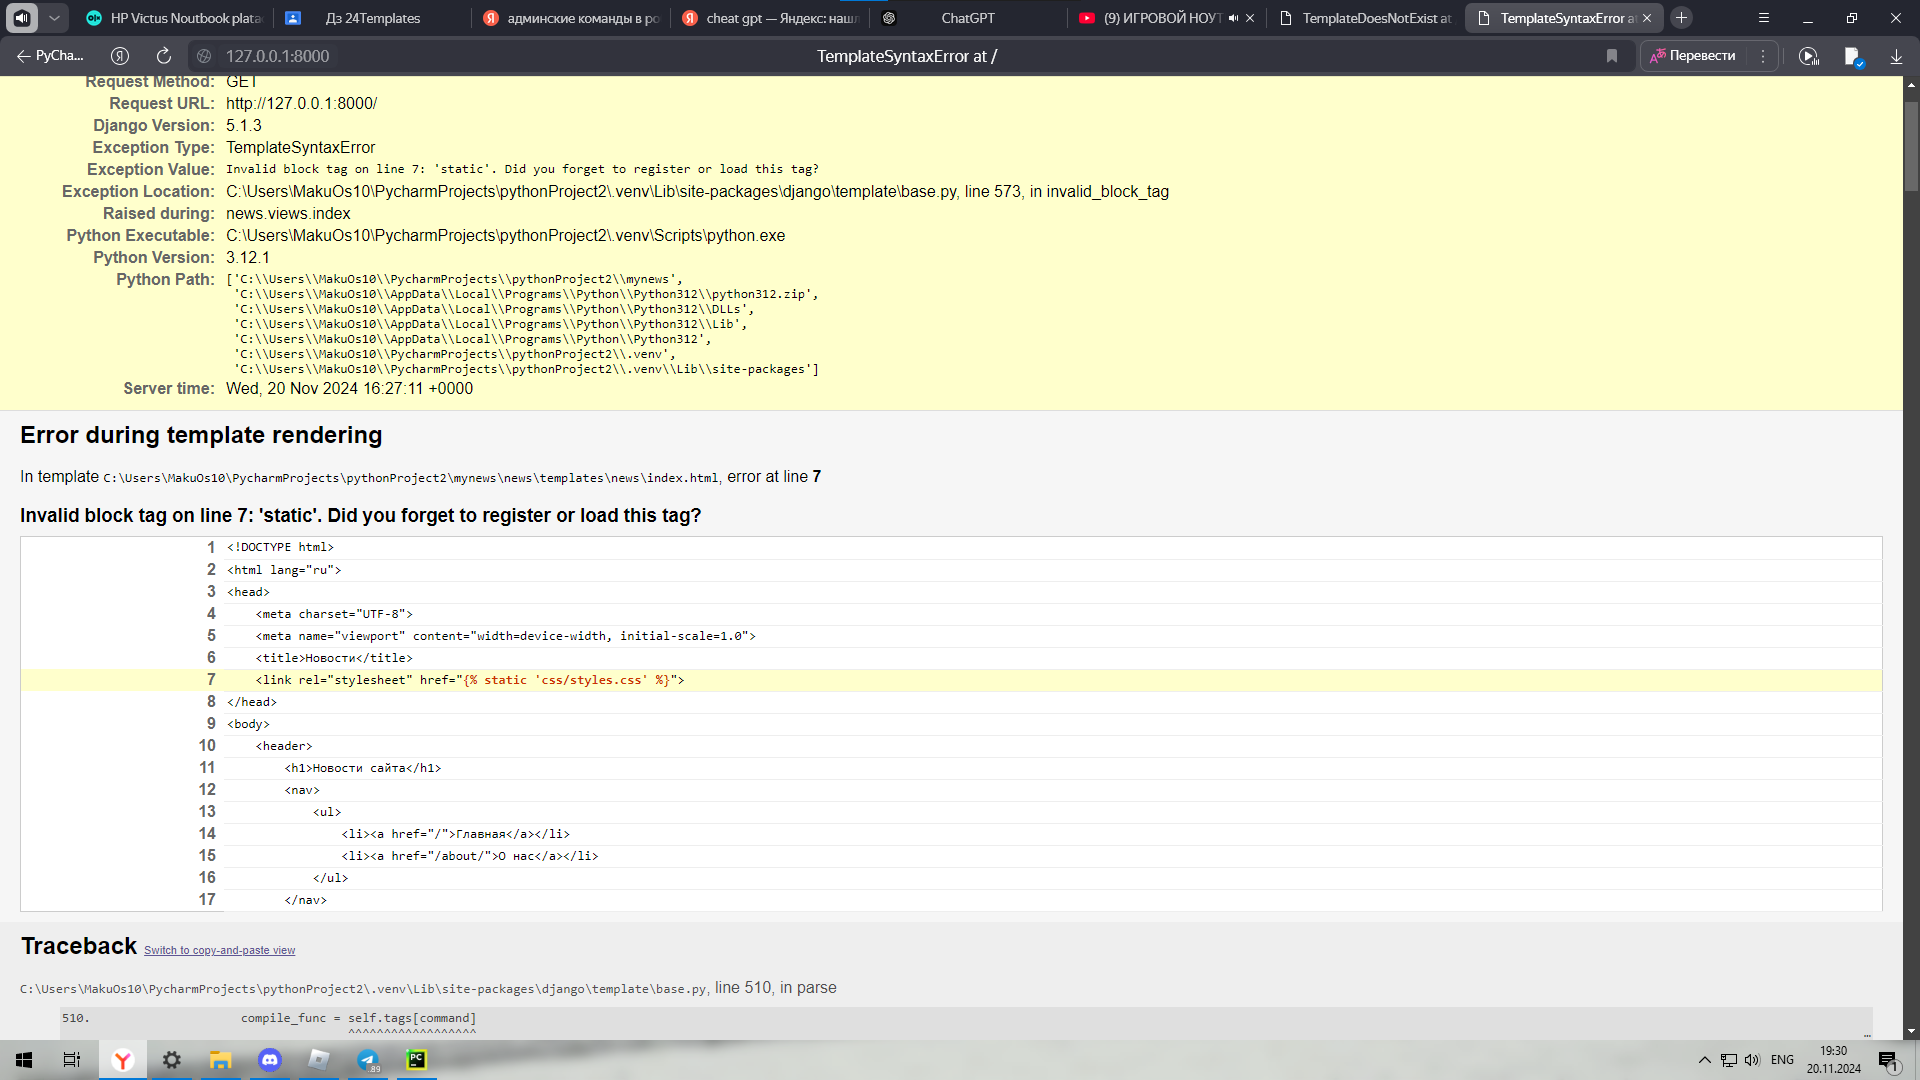 HP Victus Noutbook plata
Дз 24Templates
админские команды в ро
cheat gpt — Яндекс: наш
ChatGPT
(9) ИГРОВОЙ НОУТ
TemplateDoesNotExist at
TemplateSyntaxError a
PyCha...
127.0.0.1:8000
TemplateSyntaxError at /
Перевести
Request Method: GET
Request URL: http://127.0.0.1:8000/
Django Version: 5.1.3
Exception Type: TemplateSyntaxError
Exception Value: Invalid block tag on line 7: 'static'. Did you forget to register or load this tag?
Exception Location: C:\Users\MakuOs10\PycharmProjects\pythonProject2\.venv\Lib\site-packages\django\template\base.py, line 573, in invalid_block_tag
Raised during: news.views.index
Python Executable: C:\Users\MakuOs10\PycharmProjects\pythonProject2\.venv\Scripts\python.exe
Python Version: 3.12.1
Python Path: ['C:\\Users\\MakuOs10\\PycharmProjects\\pythonProject2\\mynews',
'C:\\Users\\MakuOs10\\AppData\\Local\\Programs\\Python\\Python312\\python312.zip',
'C:\\Users\\MakuOs10\\AppData\\Local\\Programs\\Python\\Python312\\DLLs',
'C:\\Users\\MakuOs10\\AppData\\Local\\Programs\\Python\\Python312\\Lib',
'C:\\Users\\MakuOs10\\AppData\\Local\\Programs\\Python\\Python312',
'C:\\Users\\MakuOs10\\PycharmProjects\\pythonProject2\\.venv',
'C:\\Users\\MakuOs10\\PycharmProjects\\pythonProject2\\.venv\\Lib\\site-packages']
Server time: Wed, 20 Nov 2024 16:27:11 +0000
Error during template rendering
In template C:\Users\MakuOs10\PycharmProjects\pythonProject2\mynews\news\templates\news\index.html, error at line 7
Invalid block tag on line 7: 'static'. Did you forget to register or load this tag?
1 <!DOCTYPE html>
2 <html lang="ru">
3 <head>
4 <meta charset="UTF-8">
5 <meta name="viewport" content="width=device-width, initial-scale=1.0">
6 <title>Новости</title>
7 <link rel="stylesheet" href="{% static 'css/styles.css' %}">
8 </head>
9 <body>
10 <header>
11 <h1>Новости сайта</h1>
12 <nav>
13 <ul>
14 <li><a href="/">Главная</a></li>
15 <li><a href="/about/">О нас</a></li>
16 </ul>
17 </nav>
Traceback Switch to copy-and-paste view
C:\Users\MakuOs10\PycharmProjects\pythonProject2\.venv\Lib\site-packages\django\template\base.py, line 510, in parse
510. compile_func = self.tags[command]
^^^^^^^^^^^^^^^^^^
…
89
ENG
19:30
20.11.2024
1